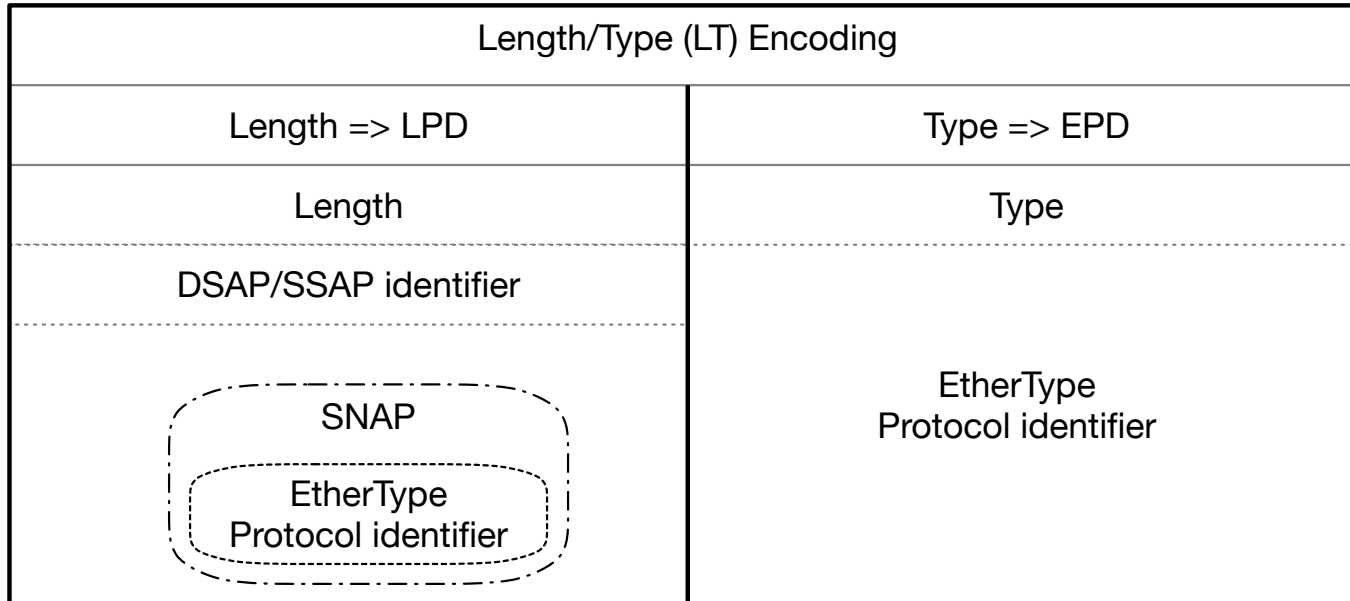 Length/Type (LT) Encoding
Length => LPD
Type => EPD
Length
Type
DSAP/SSAP identifier
SNAP
EtherType
Protocol identifier
EtherType
Protocol identifier